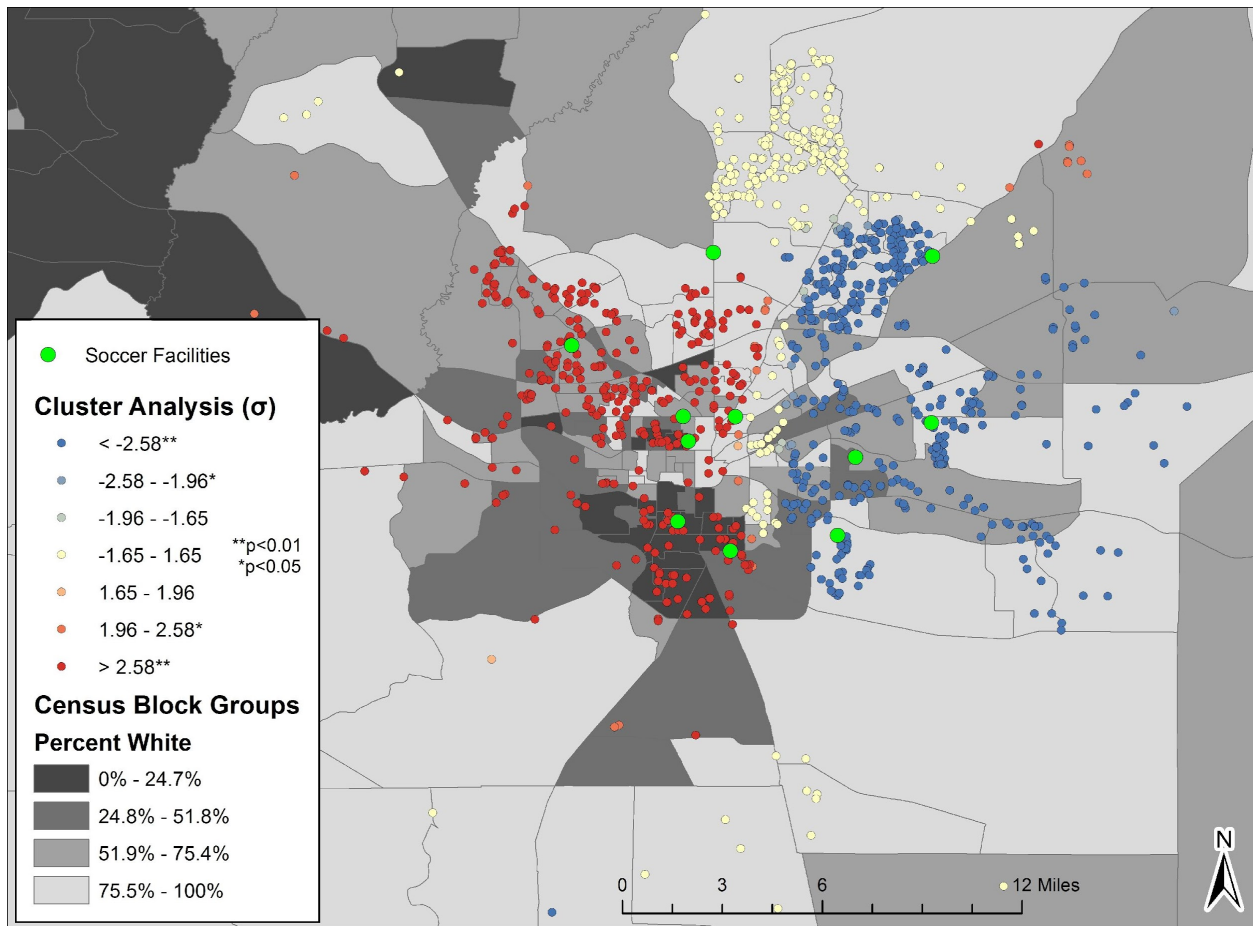 Soccer Facilities
Cluster Analysis (σ)
< -2.58**
-2.58 - -1.96*
-1.96 - -1.65
-1.65 - 1.65
**p<0.01
*p<0.05
1.65 - 1.96
1.96 - 2.58*
> 2.58**
Census Block Groups
Percent White
0% - 24.7%
24.8% - 51.8%
51.9% - 75.4%
75.5% - 100%
0 3 6 12 Miles
N